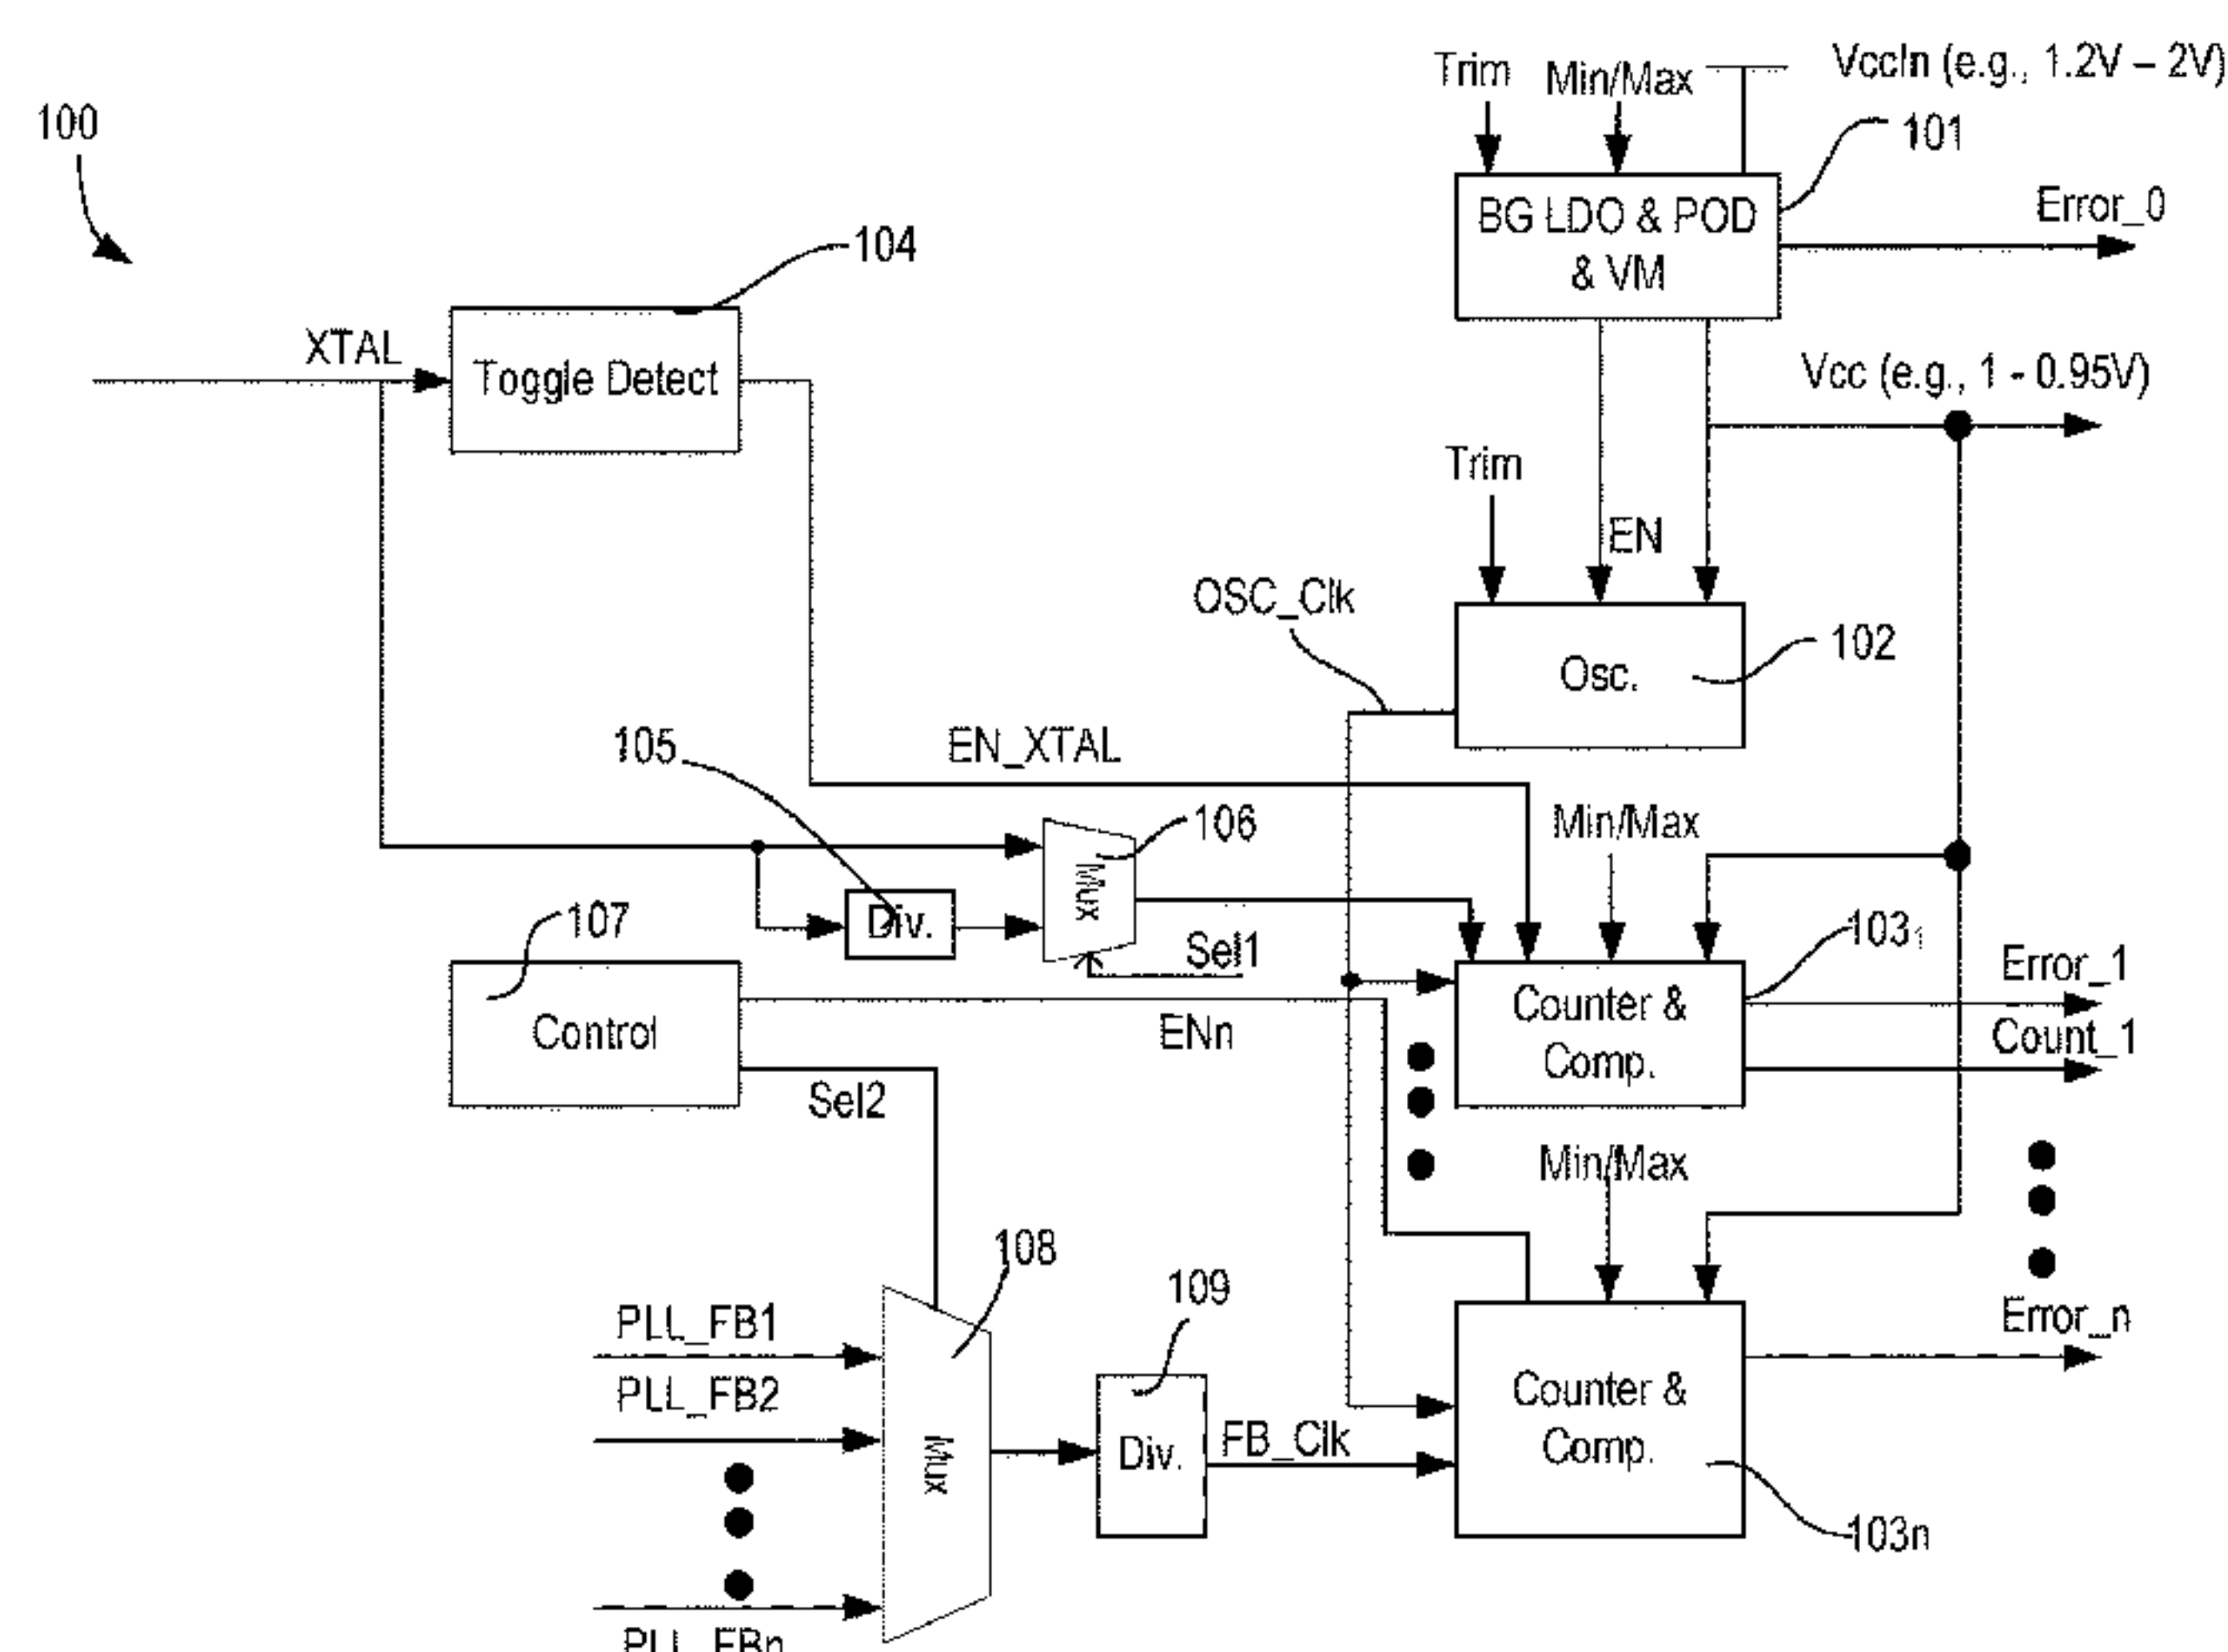 100
Trim
Min/Max
VccIn (e.g., 1.2V – 2V)
101
BG LDO & POD
& VM
Error_0
104
XTAL
Toggle Detect
Vcc (e.g., 1 - 0.95V)
Trim
EN
OSC_Clk
102
Osc.
105
EN_XTAL
106
Min/Max
Mux
Div.
107
Sel1
103₁
Control
ENn
Counter &
Comp.
Error_1
Count_1
Sel2
Min/Max
108
109
PLL_FB1
Error_n
PLL_FB2
Mux
Div.
FB_Clk
Counter &
Comp.
103n
PLL_FBn